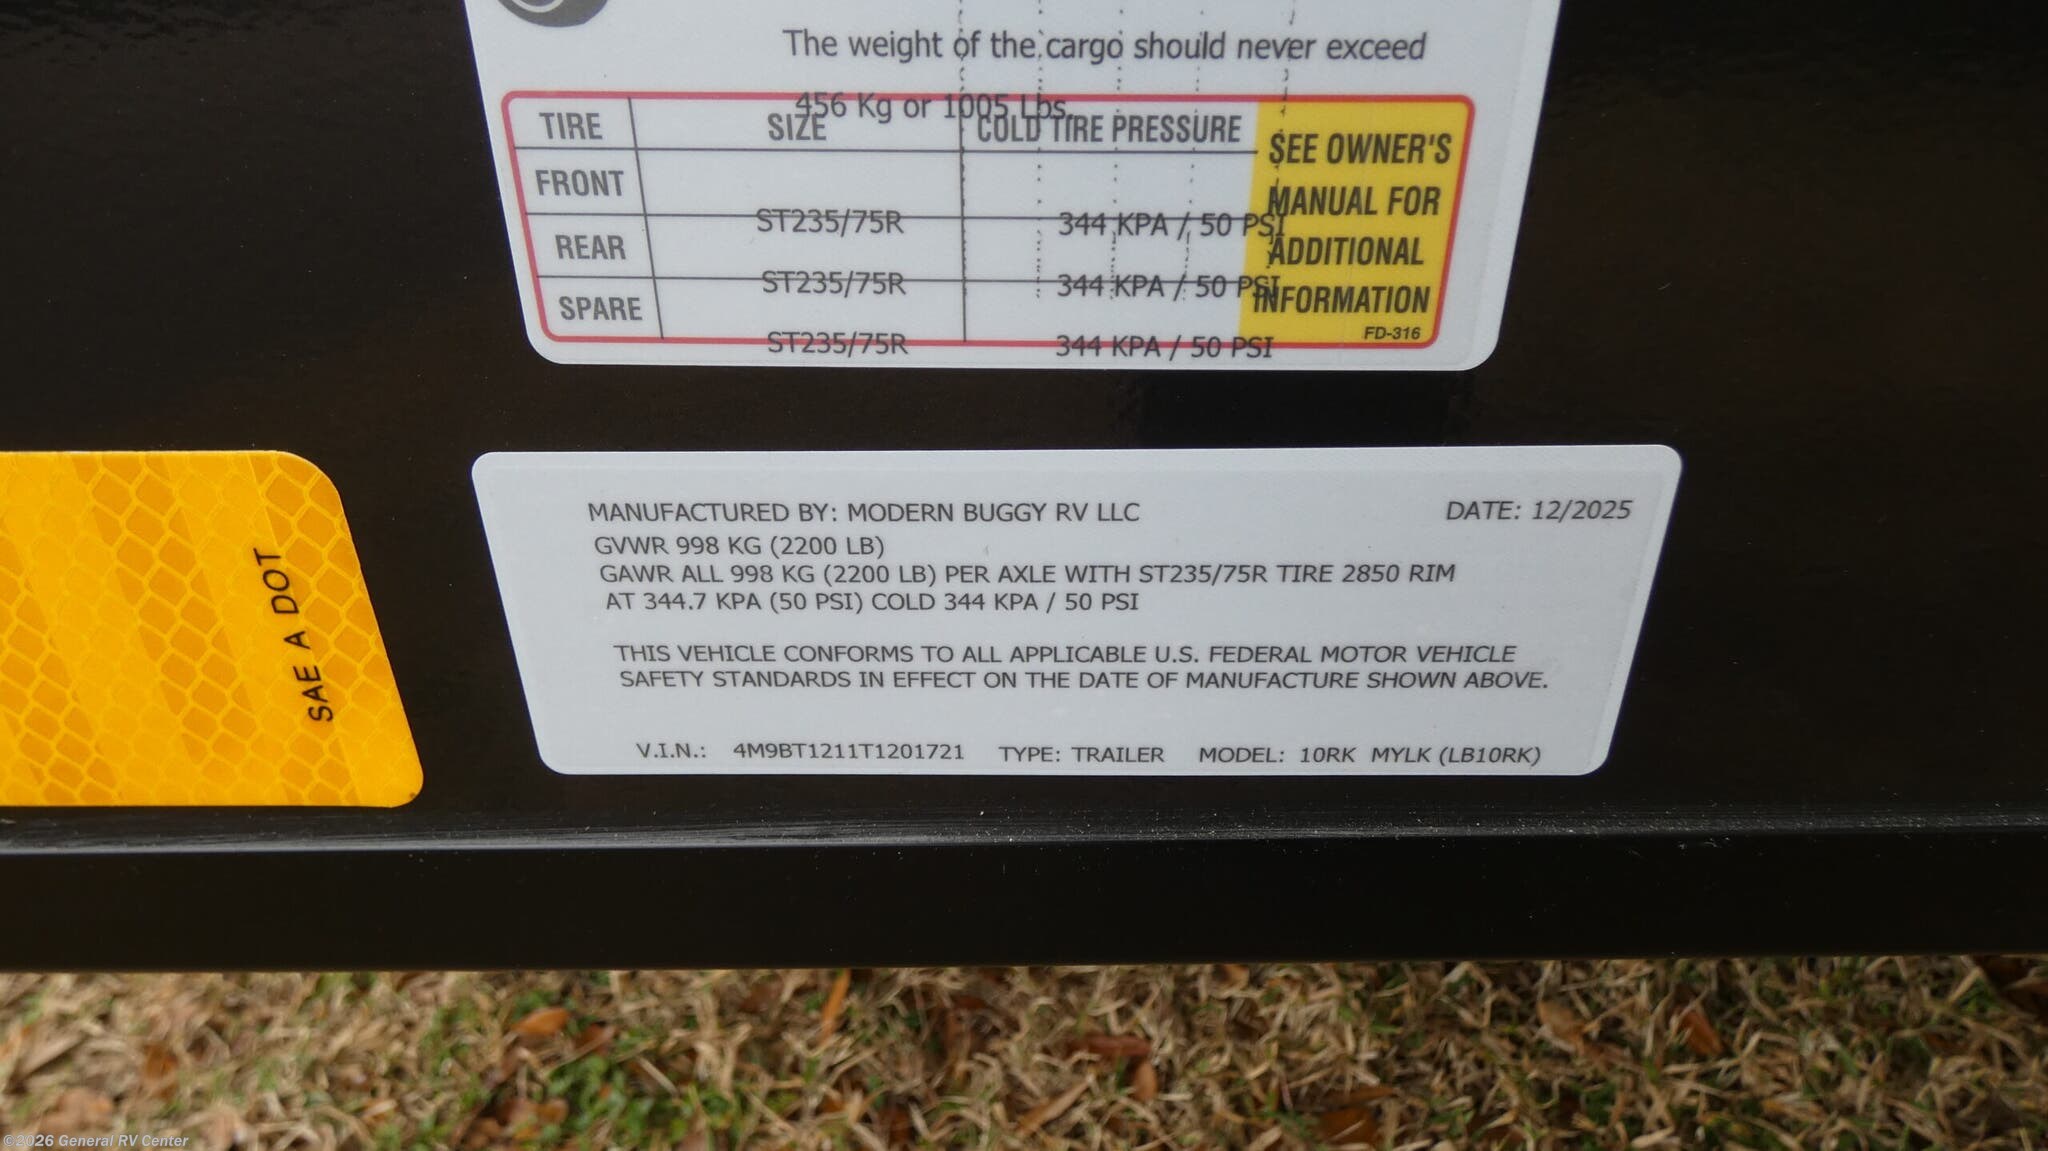 The weight of the cargo should never exceed
456 Kg or 1005 Lbs.
TIRE SIZE COLD TIRE PRESSURE
FRONT ST235/75R 344 KPA / 50 PSI
REAR ST235/75R 344 KPA / 50 PSI
SPARE ST235/75R 344 KPA / 50 PSI
SEE OWNER'S
MANUAL FOR
ADDITIONAL
INFORMATION
FD-316
SAE A DOT
MANUFACTURED BY: MODERN BUGGY RV LLC DATE: 12/2025
GVWR 998 KG (2200 LB)
GAWR ALL 998 KG (2200 LB) PER AXLE WITH ST235/75R TIRE 2850 RIM
AT 344.7 KPA (50 PSI) COLD 344 KPA / 50 PSI
THIS VEHICLE CONFORMS TO ALL APPLICABLE U.S. FEDERAL MOTOR VEHICLE
SAFETY STANDARDS IN EFFECT ON THE DATE OF MANUFACTURE SHOWN ABOVE.
V.I.N.: 4M9BT1211T1201721 TYPE: TRAILER MODEL: 10RK MYLK (LB10RK)
©2026 General RV Center